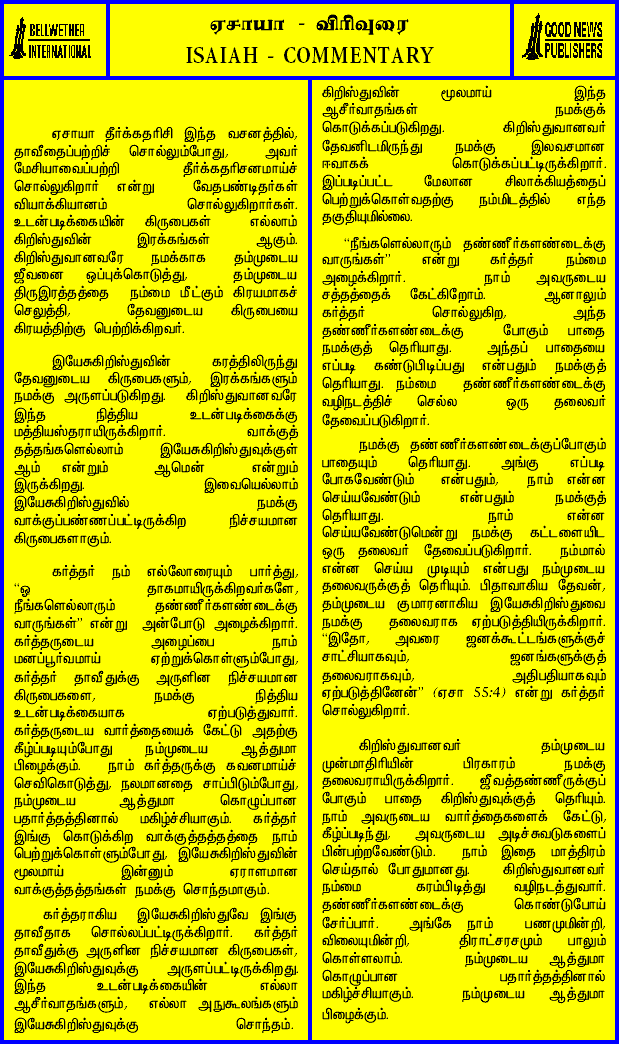 BELLWETHER
INTERNATIONAL
ஏசாயா - விரிவுரை
ISAIAH - COMMENTARY
GOOD NEWS
PUBLISHERS
ஏசாயா தீர்க்கதரிசி இந்த வசனத்தில்,
தாவீதைப்பற்றிச் சொல்லும்போது, அவர்
மேசியாவைப்பற்றி தீர்க்கதரிசனமாய்ச்
சொல்லுகிறார் என்று வேதபண்டிதர்கள்
வியாக்கியானம் சொல்லுகிறார்கள்.
உடன்படிக்கையின் கிருபைகள் எல்லாம்
கிறிஸ்துவின் இரக்கங்கள் ஆகும்.
கிறிஸ்துவானவரே நமக்காக தம்முடைய
ஜீவனை ஒப்புக்கொடுத்து, தம்முடைய
திருஇரத்தத்தை நம்மை மீட்கும் கிரயமாகச்
செலுத்தி, தேவனுடைய கிருபையை
கிரயத்திற்கு பெற்றிக்கிறவர்.
இயேசுகிறிஸ்துவின் கரத்திலிருந்து
தேவனுடைய கிருபைகளும், இரக்கங்களும்
நமக்கு அருளப்படுகிறது. கிறிஸ்துவானவரே
இந்த நித்திய உடன்படிக்கைக்கு
மத்தியஸ்தராயிருக்கிறார். வாக்குத்
தத்தங்களெல்லாம் இயேசுகிறிஸ்துவுக்குள்
ஆம் என்றும் ஆமென் என்றும்
இருக்கிறது. இவையெல்லாம்
இயேசுகிறிஸ்துவில் நமக்கு
வாக்குப்பண்ணப்பட்டிருக்கிற நிச்சயமான
கிருபைகளாகும்.
கர்த்தர் நம் எல்லோரையும் பார்த்து,
“ஓ தாகமாயிருக்கிறவர்களே,
நீங்களெல்லாரும் தண்ணீர்களண்டைக்கு
வாருங்கள்” என்று அன்போடு அழைக்கிறார்.
கர்த்தருடைய அழைப்பை நாம்
மனப்பூர்வமாய் ஏற்றுக்கொள்ளும்போது,
கர்த்தர் தாவீதுக்கு அருளின நிச்சயமான
கிருபைகளை, நமக்கு நித்திய
உடன்படிக்கையாக ஏற்படுத்துவார்.
கர்த்தருடைய வார்த்தையைக் கேட்டு அதற்கு
கீழ்ப்படியும்போது நம்முடைய ஆத்துமா
பிழைக்கும். நாம் கர்த்தருக்கு கவனமாய்ச்
செவிகொடுத்து, நலமானதை சாப்பிடும்போது,
நம்முடைய ஆத்துமா கொழுப்பான
பதார்த்தத்தினால் மகிழ்ச்சியாகும். கர்த்தர்
இங்கு கொடுக்கிற வாக்குத்தத்தத்தை நாம்
பெற்றுக்கொள்ளும்போது, இயேசுகிறிஸ்துவின்
மூலமாய் இன்னும் ஏராளமான
வாக்குத்தத்தங்கள் நமக்கு சொந்தமாகும்.
கர்த்தராகிய இயேசுகிறிஸ்துவே இங்கு
தாவீதாக சொல்லப்பட்டிருக்கிறார். கர்த்தர்
தாவீதுக்கு அருளின நிச்சயமான கிருபைகள்,
இயேசுகிறிஸ்துவுக்கு அருளப்பட்டிருக்கிறது.
இந்த உடன்படிக்கையின் எல்லா
ஆசீர்வாதங்களும், எல்லா அநுகூலங்களும்
இயேசுகிறிஸ்துவுக்கு சொந்தம்.
கிறிஸ்துவின் மூலமாய் இந்த
ஆசீர்வாதங்கள் நமக்குக்
கொடுக்கப்படுகிறது. கிறிஸ்துவானவர்
தேவனிடமிருந்து நமக்கு இலவசமான
ஈவாகக் கொடுக்கப்பட்டிருக்கிறார்.
இப்படிப்பட்ட மேலான சிலாக்கியத்தைப்
பெற்றுக்கொள்வதற்கு நம்மிடத்தில் எந்த
தகுதியுமில்லை.
“நீங்களெல்லாரும் தண்ணீர்களண்டைக்கு
வாருங்கள்” என்று கர்த்தர் நம்மை
அழைக்கிறார். நாம் அவருடைய
சத்தத்தைக் கேட்கிறோம். ஆனாலும்
கர்த்தர் சொல்லுகிற, அந்த
தண்ணீர்களண்டைக்கு போகும் பாதை
நமக்குத் தெரியாது. அந்தப் பாதையை
எப்படி கண்டுபிடிப்பது என்பதும் நமக்குத்
தெரியாது. நம்மை தண்ணீர்களண்டைக்கு
வழிநடத்திச் செல்ல ஒரு தலைவர்
தேவைப்படுகிறார்.
நமக்கு தண்ணீர்களண்டைக்குப்போகும்
பாதையும் தெரியாது. அங்கு எப்படி
போகவேண்டும் என்பதும், நாம் என்ன
செய்யவேண்டும் என்பதும் நமக்குத்
தெரியாது. நாம் என்ன
செய்யவேண்டுமென்று நமக்கு கட்டளையிட
ஒரு தலைவர் தேவைப்படுகிறார். நம்மால்
என்ன செய்ய முடியும் என்பது நம்முடைய
தலைவருக்குத் தெரியும். பிதாவாகிய தேவன்,
தம்முடைய குமாரனாகிய இயேசுகிறிஸ்துவை
நமக்கு தலைவராக ஏற்படுத்தியிருக்கிறார்.
“இதோ, அவரை ஜனக்கூட்டங்களுக்குச்
சாட்சியாகவும், ஜனங்களுக்குத்
தலைவராகவும், அதிபதியாகவும்
ஏற்படுத்தினேன்” (ஏசா 55:4) என்று கர்த்தர்
சொல்லுகிறார்.
கிறிஸ்துவானவர் தம்முடைய
முன்மாதிரியின் பிரகாரம் நமக்கு
தலைவராயிருக்கிறார். ஜீவத்தண்ணீருக்குப்
போகும் பாதை கிறிஸ்துவுக்குத் தெரியும்.
நாம் அவருடைய வார்த்தைகளைக் கேட்டு,
கீழ்ப்படிந்து, அவருடைய அடிச்சுவடுகளைப்
பின்பற்றவேண்டும். நாம் இதை மாத்திரம்
செய்தால் போதுமானது. கிறிஸ்துவானவர்
நம்மை கரம்பிடித்து வழிநடத்துவார்.
தண்ணீர்களண்டைக்கு கொண்டுபோய்
சேர்ப்பார். அங்கே நாம் பணமுமின்றி,
விலையுமின்றி, திராட்சரசமும் பாலும்
கொள்ளலாம். நம்முடைய ஆத்துமா
கொழுப்பான பதார்த்தத்தினால்
மகிழ்ச்சியாகும். நம்முடைய ஆத்துமா
பிழைக்கும்.